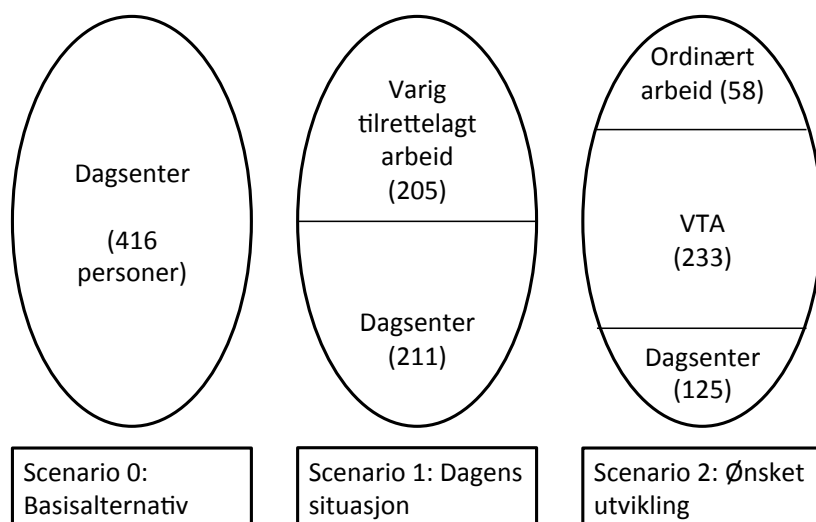 Dagsenter
(416
personer)
Varig
tilrettelagt
arbeid
(205)
Dagsenter
(211)
Ordinært
arbeid (58)
VTA
(233)
Dagsenter
(125)
Scenario 0:
Basisalternativ
Scenario 1: Dagens
situasjon
Scenario 2: Ønsket
utvikling